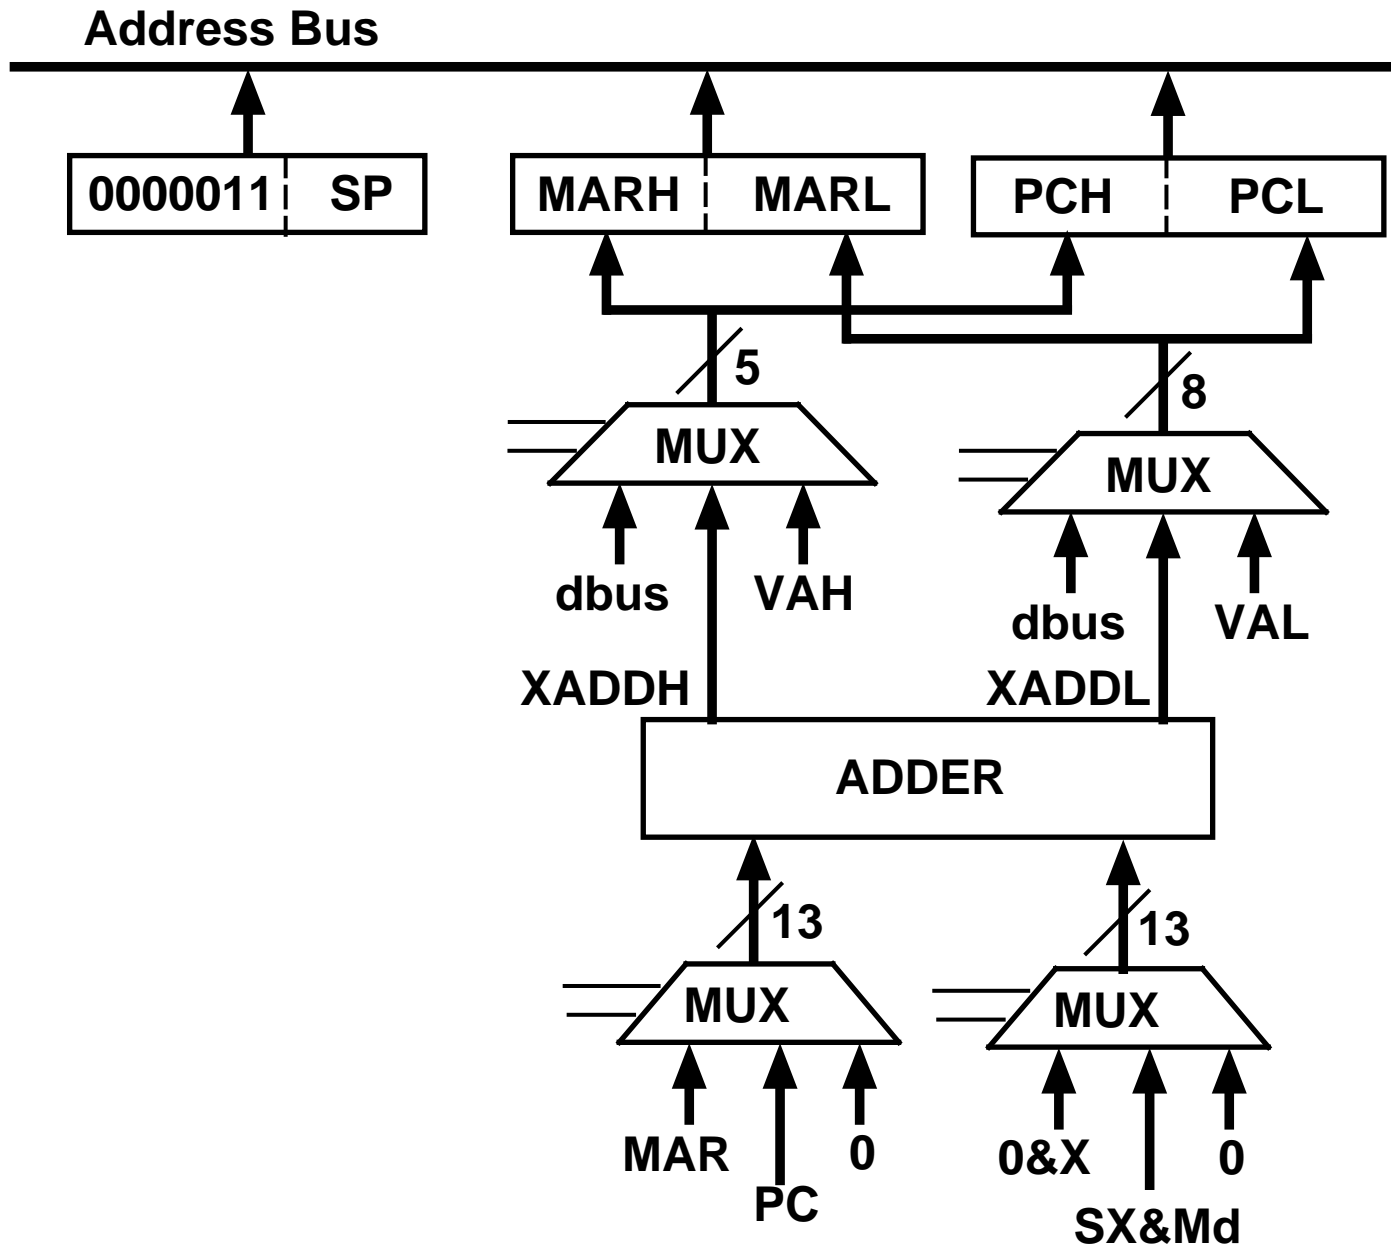 Address Bus
0000011 SP
MARH MARL
PCH PCL
5
8
MUX
MUX
dbus
VAH
dbus
VAL
XADDH
XADDL
ADDER
13
13
MUX
MUX
MAR
PC
0
0&X
SX&Md
0